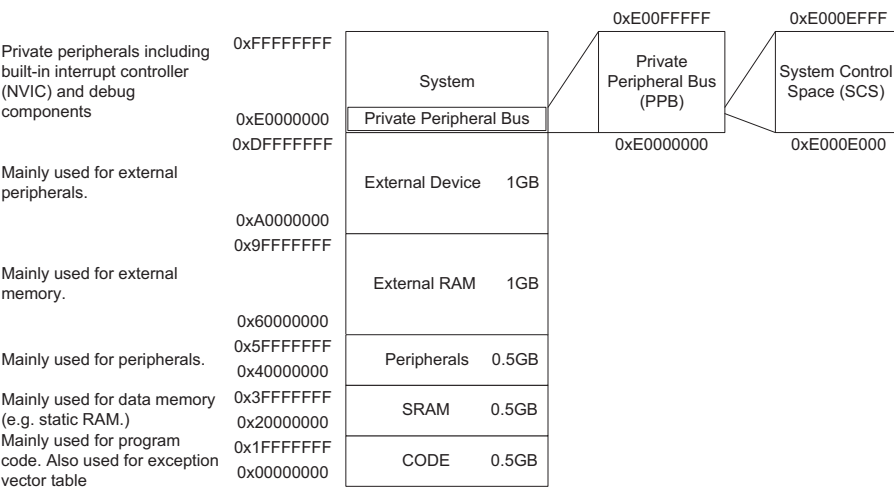 0xE00FFFFF
0xE000EFFF
Private peripherals including
built-in interrupt controller
(NVIC) and debug
components
0xFFFFFFFF
System
Private
Peripheral Bus
(PPB)
System Control
Space (SCS)
0xE0000000
Private Peripheral Bus
0xDFFFFFFF
0xE0000000
0xE000E000
Mainly used for external
peripherals.
External Device 1GB
0xA0000000
0x9FFFFFFF
Mainly used for external
memory.
External RAM 1GB
0x60000000
0x5FFFFFFF
Mainly used for peripherals.
Peripherals 0.5GB
0x40000000
Mainly used for data memory
(e.g. static RAM.)
0x3FFFFFFF
SRAM 0.5GB
0x20000000
Mainly used for program
code. Also used for exception
vector table
0x1FFFFFFF
CODE 0.5GB
0x00000000